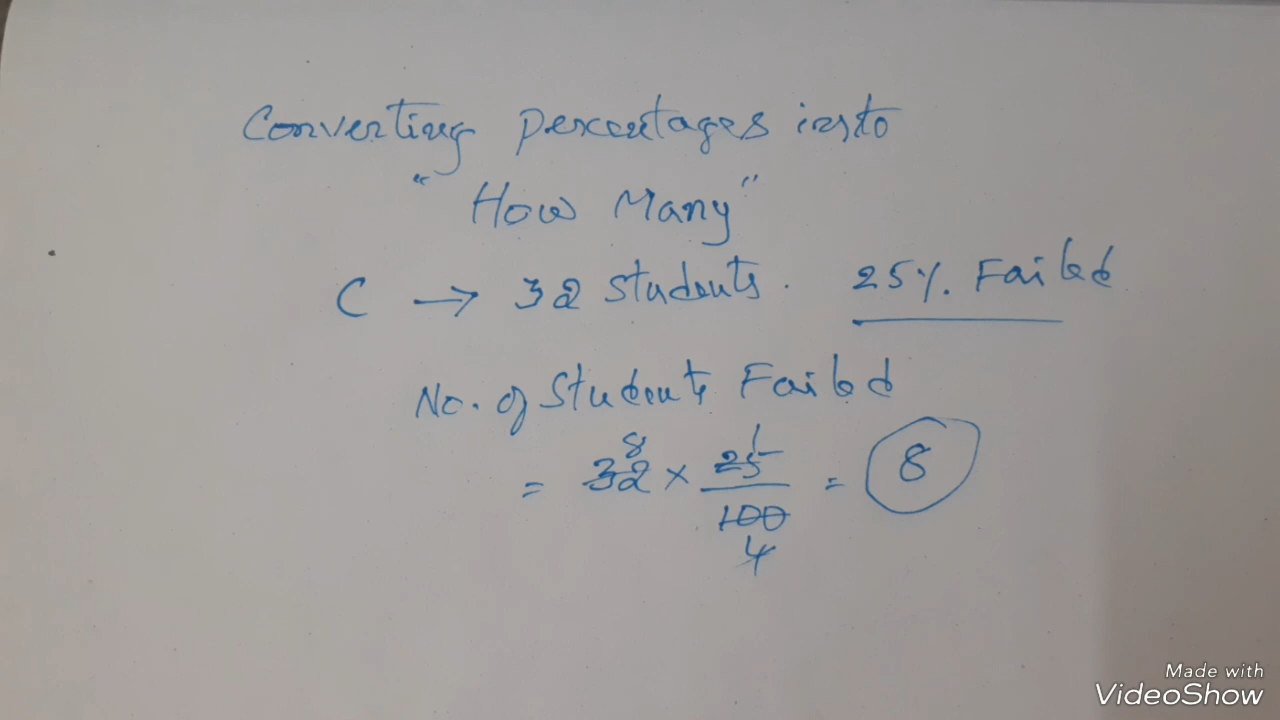 Converting percentages into
"How Many"
C → 32 Students. 25% Failed
No. of Students Failed
= 32 8 × 25 1 / 100 4 = 8
Made with
VideoShow